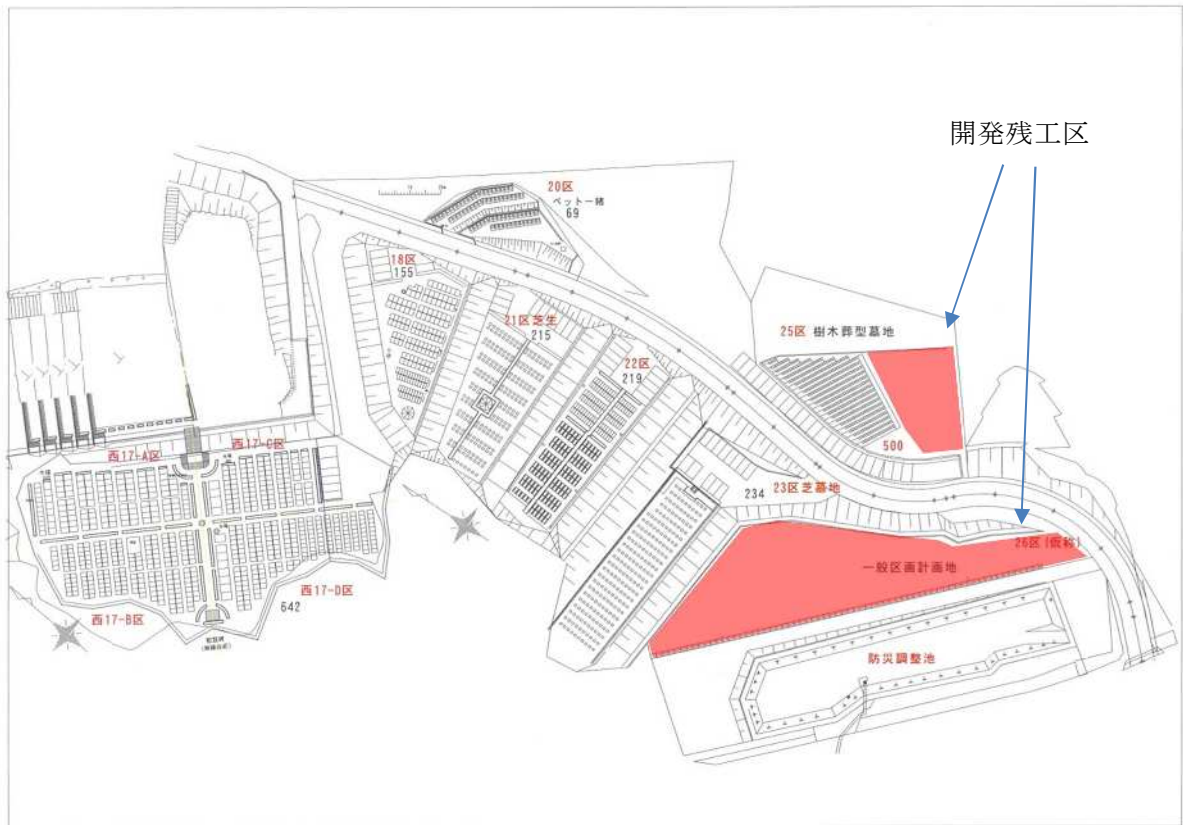 開発残工区
20区
ペット一緒
69
18区
155
21区芝生
215
22区
219
25区 樹木葬型墓地
500
234 23区芝墓地
26区(仮称)
一般区画計画地
西17-A区
西17-C区
西17-D区
642
西17-B区
防災調整池